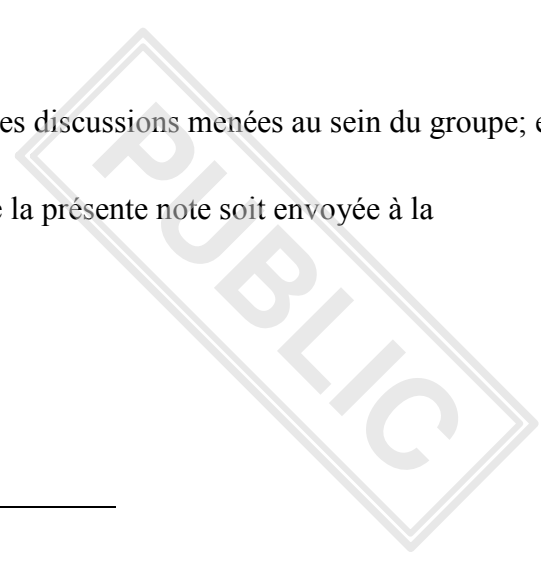 es discussions menées au sein du groupe; e
la présente note soit envoyée à la
PUBLIC